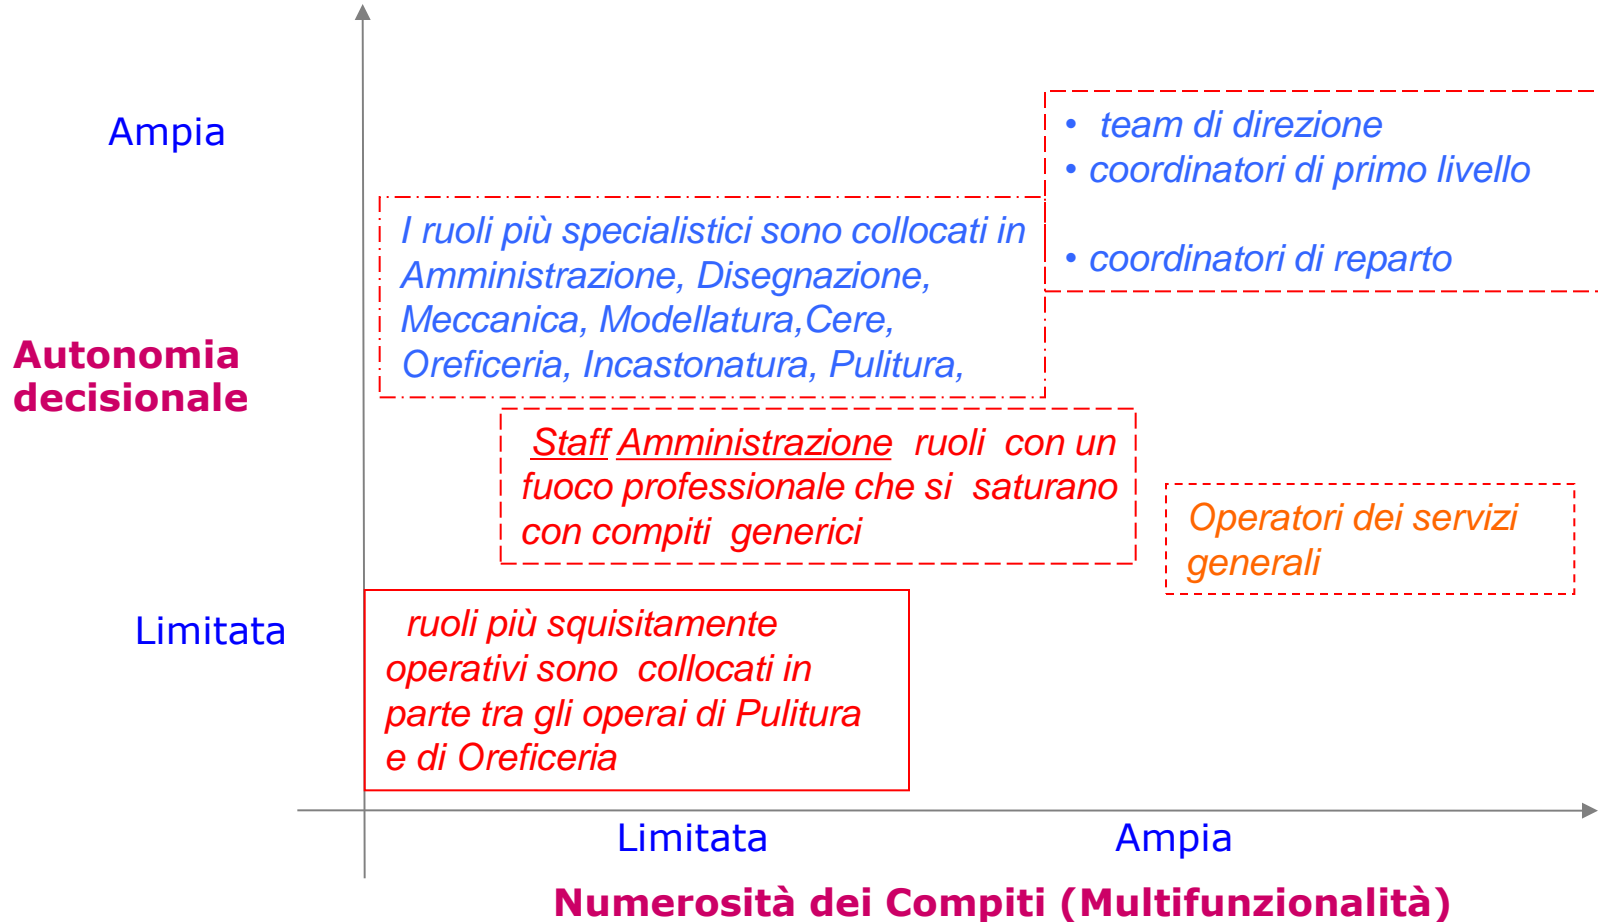 Ampia
• team di direzione
• coordinatori di primo livello
• coordinatori di reparto
I ruoli più specialistici sono collocati in
Amministrazione, Disegnazione,
Meccanica, Modellatura,Cere,
Oreficeria, Incastonatura, Pulitura,
Autonomia
decisionale
Staff Amministrazione ruoli con un
fuoco professionale che si saturano
con compiti generici
Operatori dei servizi
generali
Limitata
ruoli più squisitamente
operativi sono collocati in
parte tra gli operai di Pulitura
e di Oreficeria
Limitata
Ampia
Numerosità dei Compiti (Multifunzionalità)